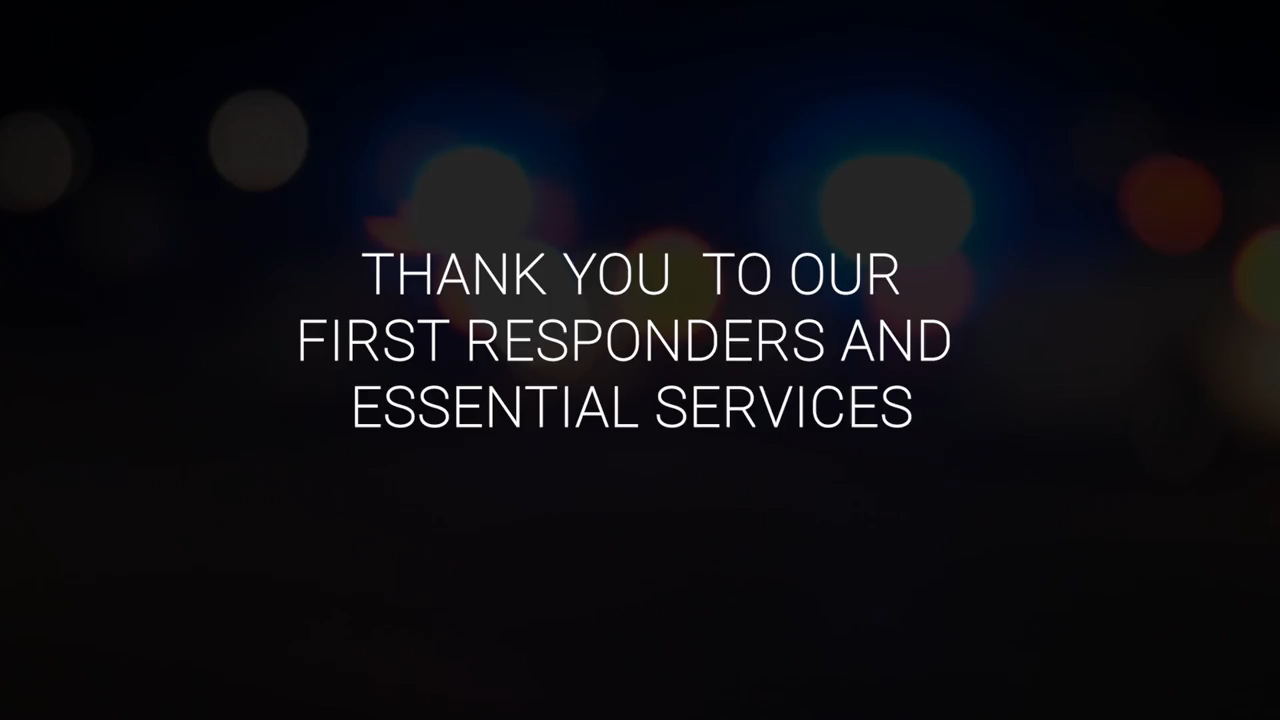 THANK YOU  TO OUR
FIRST RESPONDERS AND
ESSENTIAL SERVICES